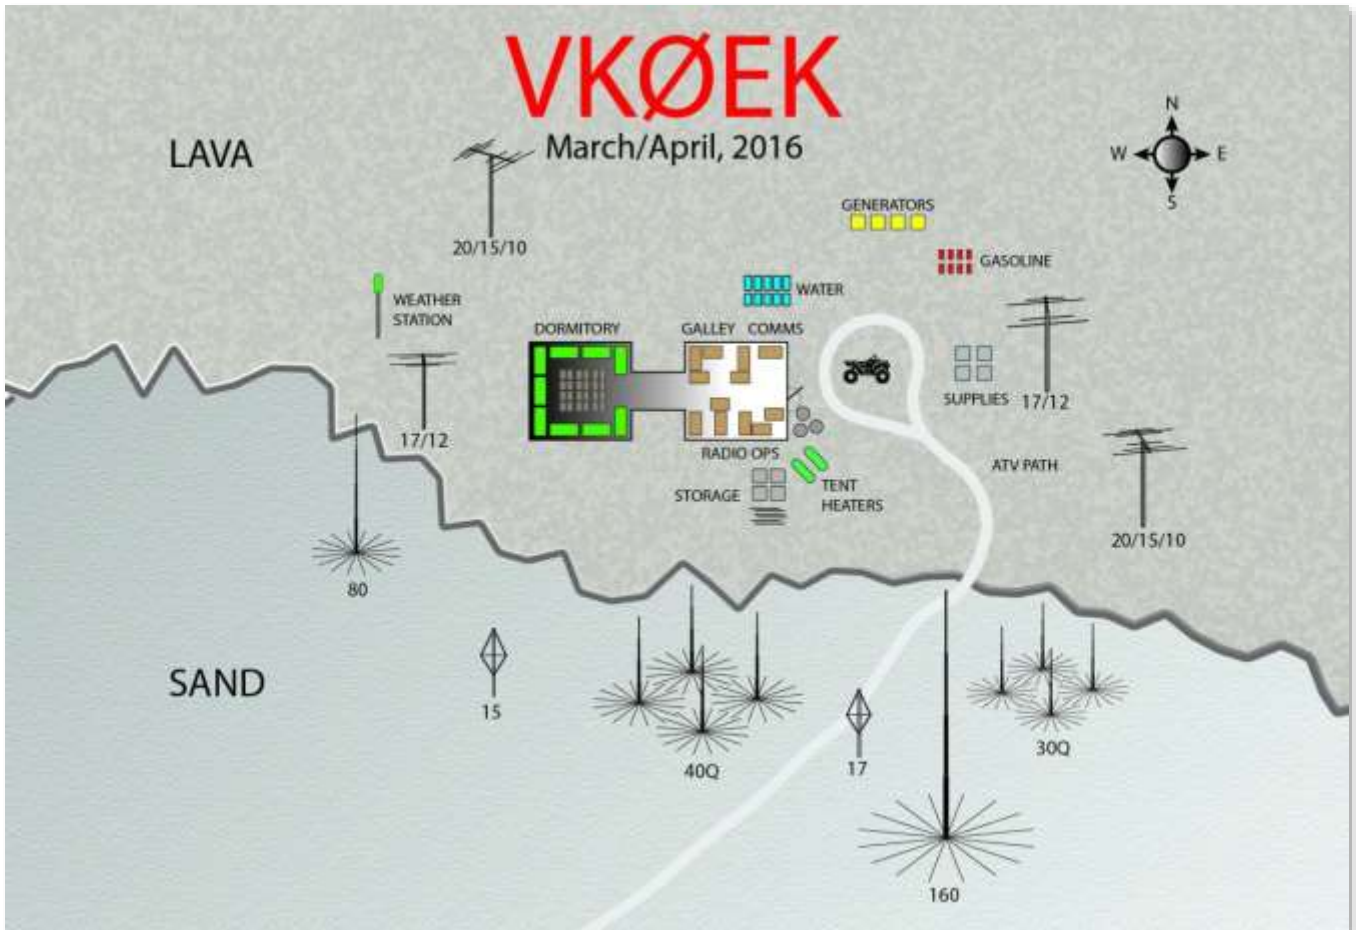 VKØEK
March/April, 2016
N
W E
S
LAVA
20/15/10
GENERATORS
GASOLINE
WATER
WEATHER
STATION
DORMITORY
GALLEY COMMS
SUPPLIES
17/12
17/12
RADIO OPS
ATV PATH
STORAGE
TENT
HEATERS
20/15/10
80
SAND
15
40Q
17
30Q
160